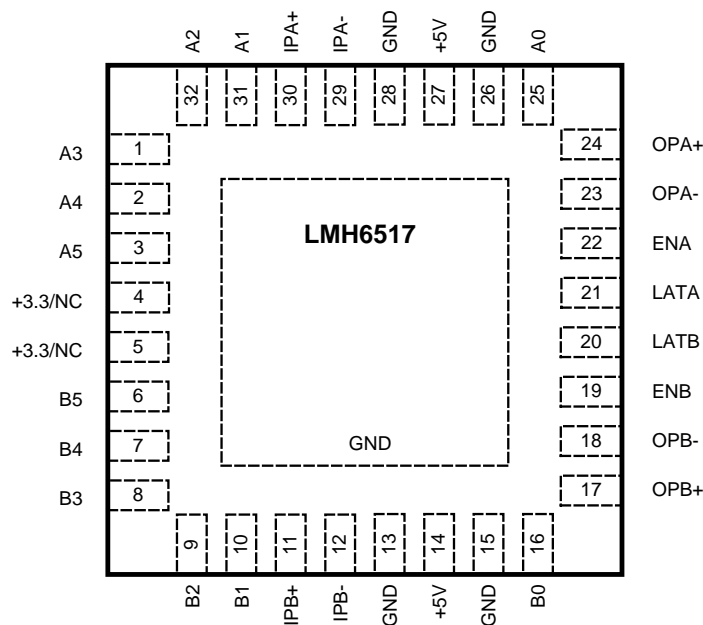 A2
A1
IPA+
IPA-
GND
+5V
GND
A0
32
31
30
29
28
27
26
25
A3
1
24
OPA+
A4
2
23
OPA-
A5
3
22
ENA
+3.3/NC
4
21
LATA
+3.3/NC
5
20
LATB
B5
6
19
ENB
B4
7
18
OPB-
B3
8
17
OPB+
LMH6517
GND
9
10
11
12
13
14
15
16
B2
B1
IPB+
IPB-
GND
+5V
GND
B0